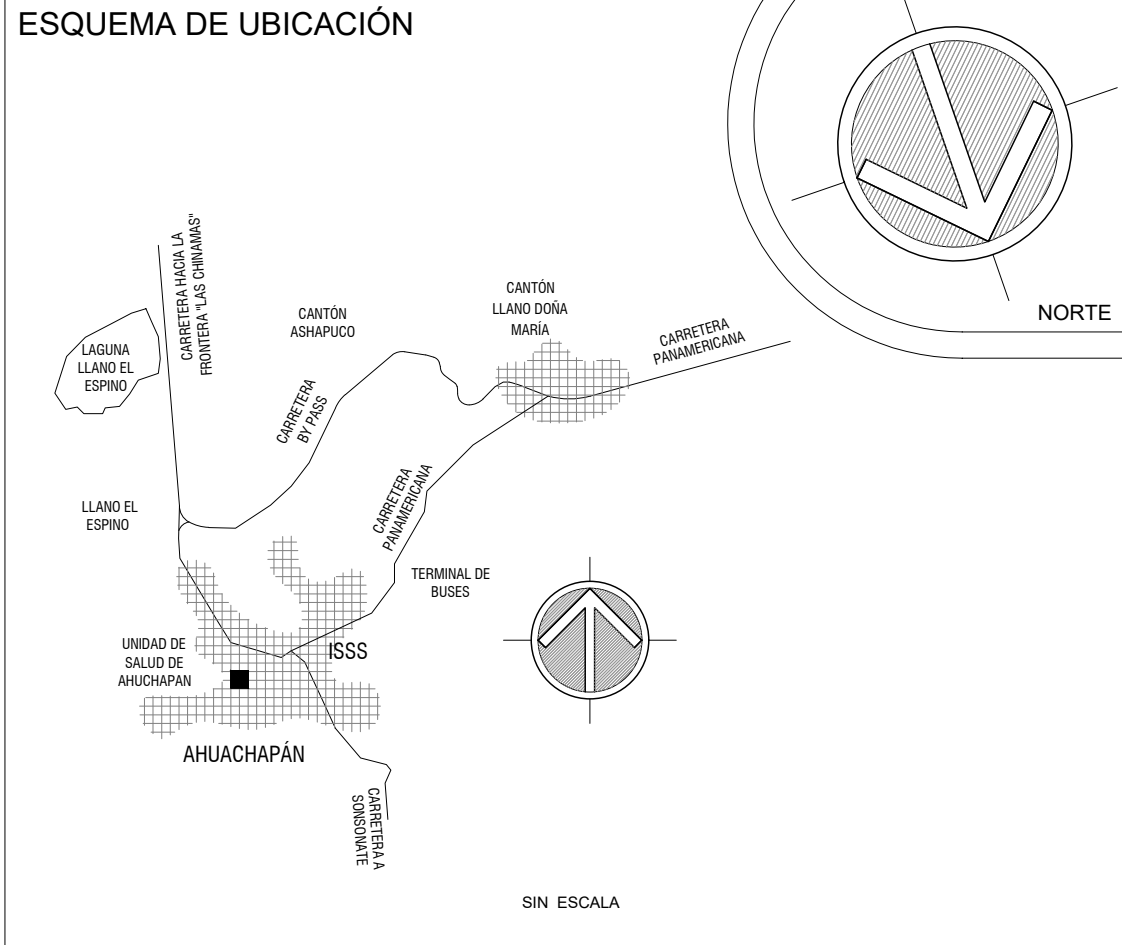 ESQUEMA DE UBICACIÓN
NORTE
CARRETERA HACIA LA
FRONTERA "LAS CHINAMAS"
LAGUNA
LLANO EL
ESPINO
CANTÓN
ASHAPUCO
CANTÓN
LLANO DOÑA
MARÍA
CARRETERA
PANAMERICANA
CARRETERA
BY PASS
CARRETERA
PANAMERICANA
LLANO EL
ESPINO
TERMINAL DE
BUSES
UNIDAD DE
SALUD DE
AHUCHAPAN
ISSS
AHUACHAPÁN
CARRETERA A
SONSONATE
SIN ESCALA